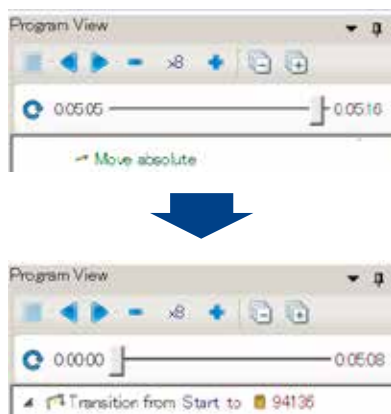 Program View
x8
0:05:05 0:05:16
Move absolute
Program View
x8
0:00:00 0:05:08
Transition from Start to 94136